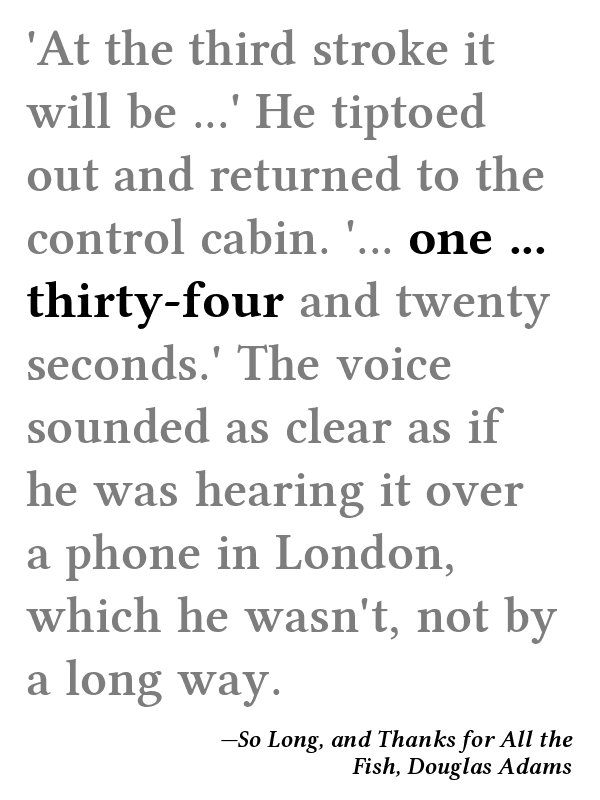 'At the third stroke it
will be ...' He tiptoed
out and returned to the
control cabin. '... one ...
thirty-four and twenty
seconds.' The voice
sounded as clear as if
he was hearing it over
a phone in London,
which he wasn't, not by
a long way.
—So Long, and Thanks for All the
Fish, Douglas Adams